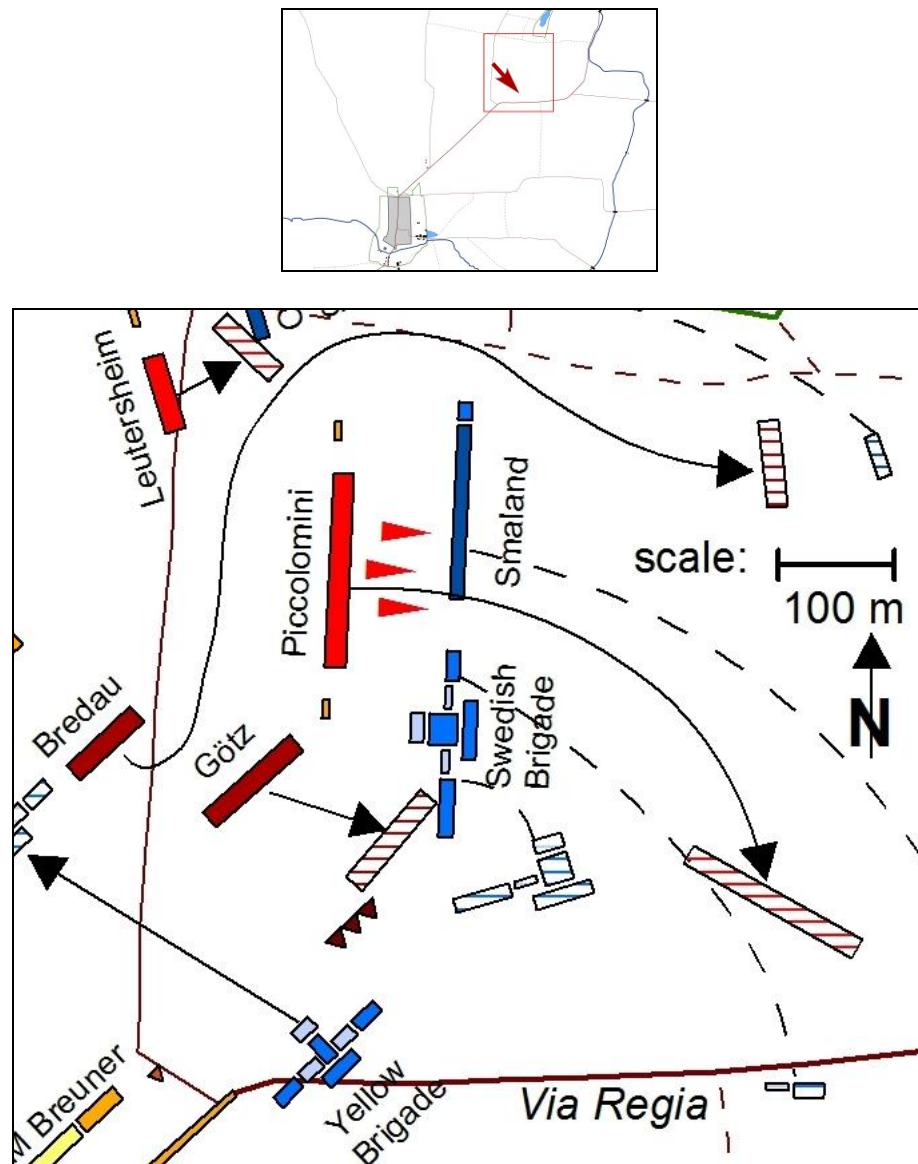 Leutersheim
Piccolomini
Smaland
scale:
100 m
N
Swedish
Brigade
Bredau
Götz
M Breuner
Yellow
Brigade
Via Regia